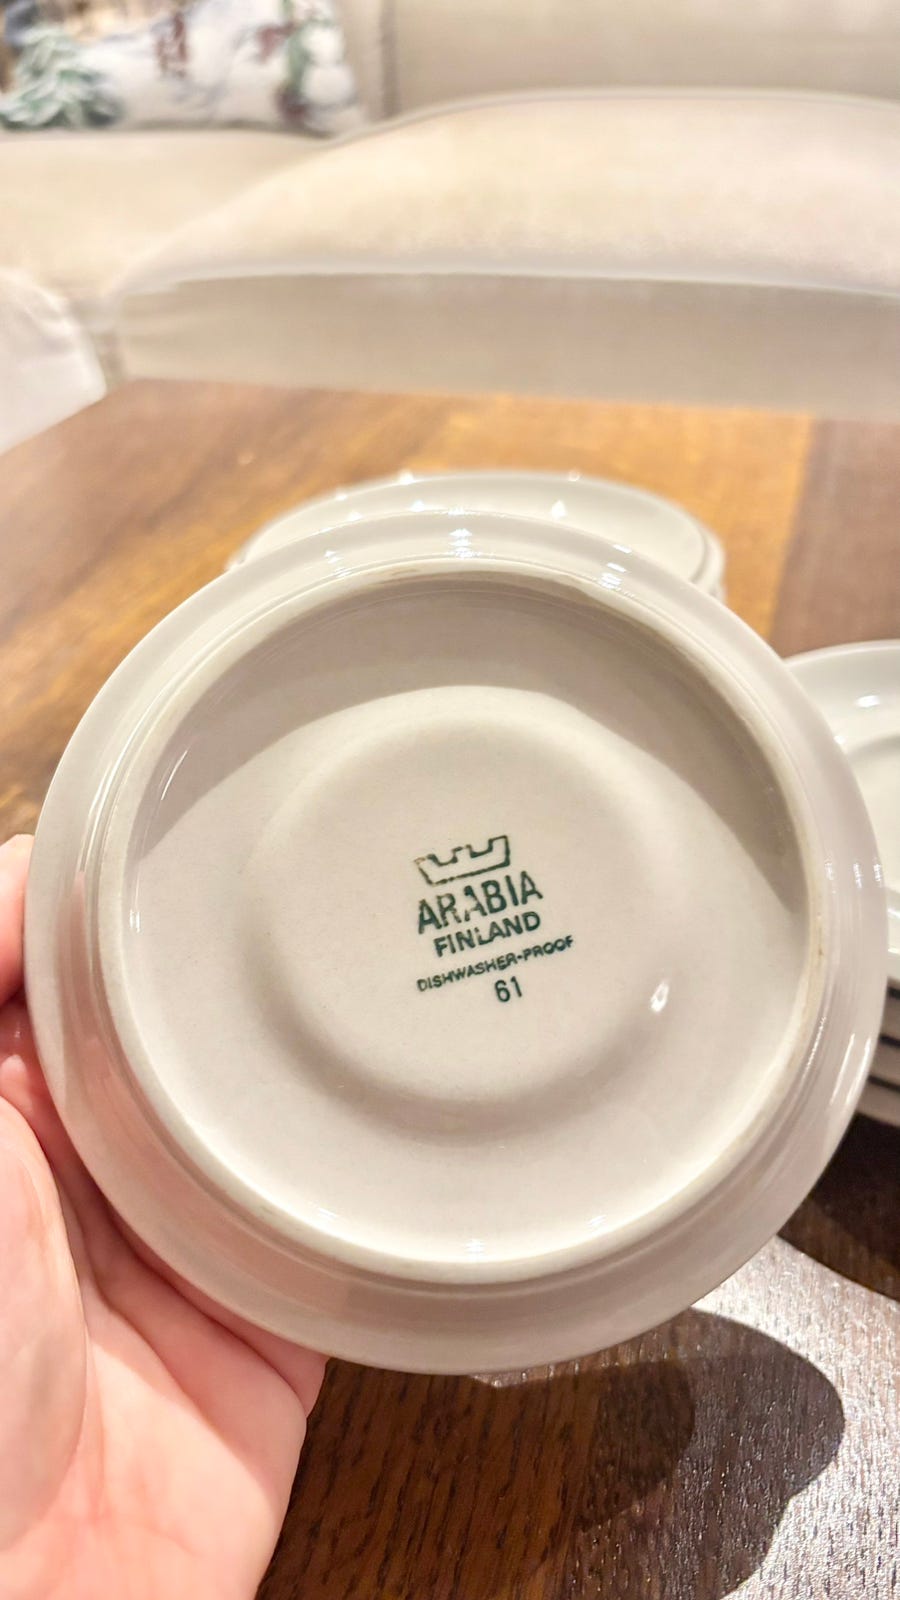 ARABIA
FINLAND
DISHWASHER-PROOF
61